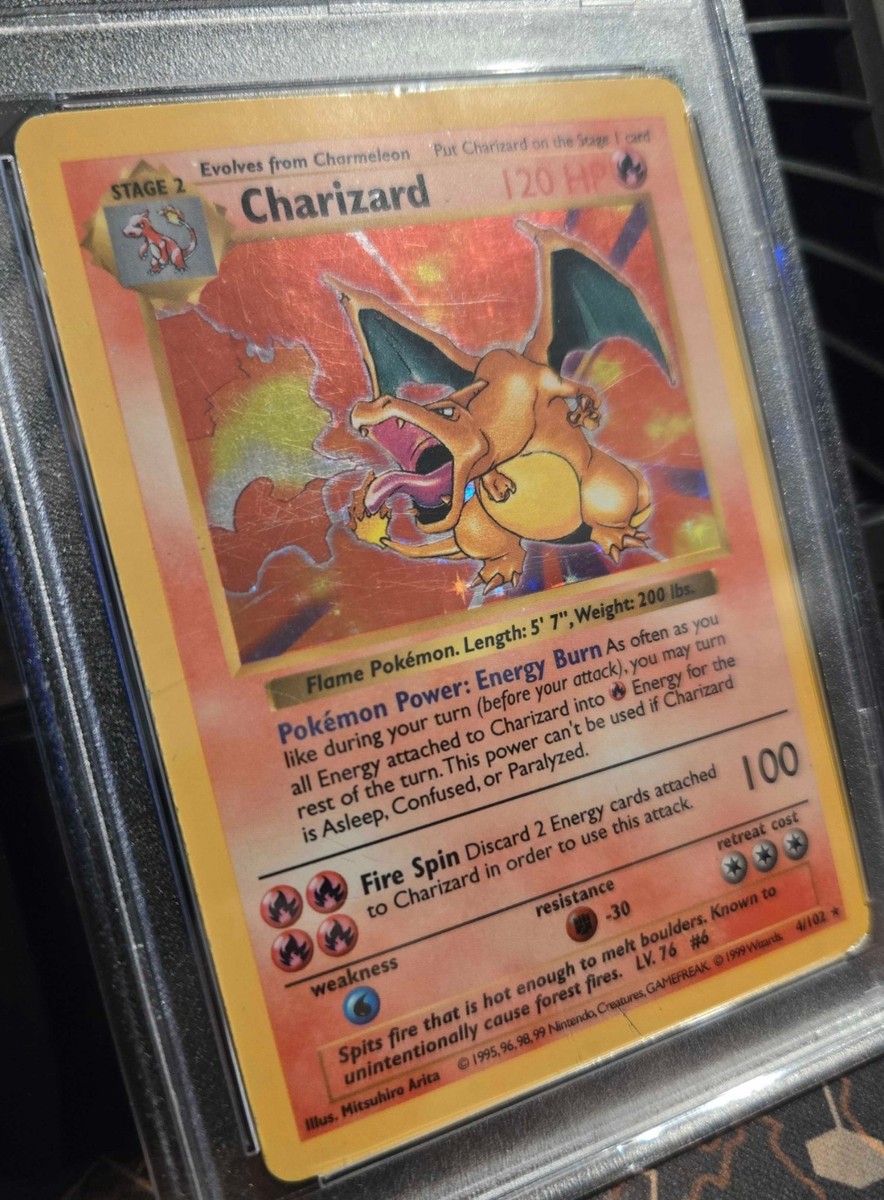 Evolves from Charmeleon Put Charizard on the Stage 1 card
STAGE 2
Charizard 120 HP
Flame Pokémon. Length: 5' 7", Weight: 200 lbs.
Pokémon Power: Energy Burn As often as you
like during your turn (before your attack), you may turn
all Energy attached to Charizard into Energy for the
rest of the turn. This power can't be used if Charizard
is Asleep, Confused, or Paralyzed.
Fire Spin Discard 2 Energy cards attached
to Charizard in order to use this attack.
100
weakness
resistance
-30
retreat cost
Spits fire that is hot enough to melt boulders. Known to
unintentionally cause forest fires. LV. 76 #6
Illus. Mitsuhiro Arita © 1995, 96, 98, 99 Nintendo, Creatures, GAMEFREAK. © 1999 Wizards. 4/102 ★